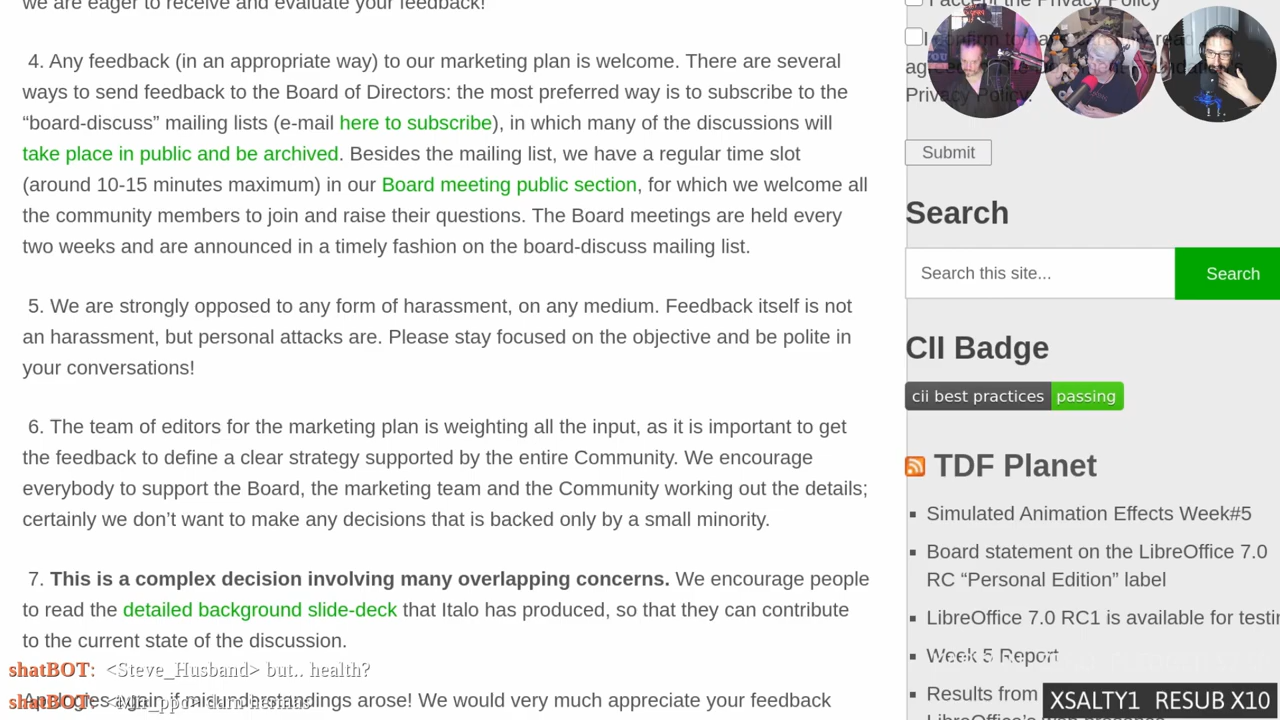 we are eager to receive and evaluate your feedback!
4. Any feedback (in an appropriate way) to our marketing plan is welcome. There are several
ways to send feedback to the Board of Directors: the most preferred way is to subscribe to the
“board-discuss” mailing lists (e-mail here to subscribe), in which many of the discussions will
take place in public and be archived. Besides the mailing list, we have a regular time slot
(around 10-15 minutes maximum) in our Board meeting public section, for which we welcome all
the community members to join and raise their questions. The Board meetings are held every
two weeks and are announced in a timely fashion on the board-discuss mailing list.
5. We are strongly opposed to any form of harassment, on any medium. Feedback itself is not
an harassment, but personal attacks are. Please stay focused on the objective and be polite in
your conversations!
6. The team of editors for the marketing plan is weighting all the input, as it is important to get
the feedback to define a clear strategy supported by the entire Community. We encourage
everybody to support the Board, the marketing team and the Community working out the details;
certainly we don’t want to make any decisions that is backed only by a small minority.
7. This is a complex decision involving many overlapping concerns. We encourage people
to read the detailed background slide-deck that Italo has produced, so that they can contribute
to the current state of the discussion.
again if misunderstandings arose! We would very much appreciate your feedback
shatBOT: <Steve_Husband> but.. health?
shatBOT:
I accept the Privacy Policy
Privacy Policy.
Submit
Search
Search this site...
Search
CII Badge
cii best practices passing
TDF Planet
Simulated Animation Effects Week#5
Board statement on the LibreOffice 7.0
RC “Personal Edition” label
LibreOffice 7.0 RC1 is available for testin
Week 5 Report
Results from
XSALTY1 RESUB X10